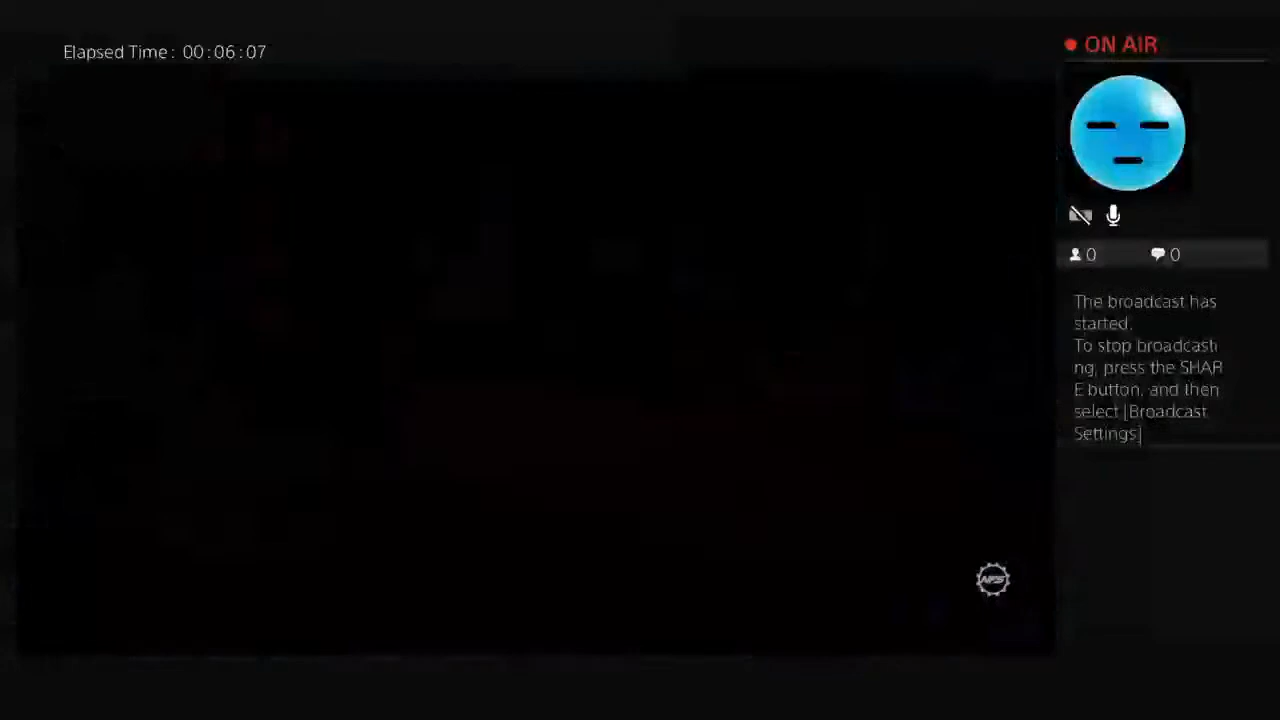 Elapsed Time: 00:06:07
ON AIR
0 0
The broadcast has
started.
To stop broadcasti
ng, press the SHAR
E button, and then
select [Broadcast
Settings]
NFS